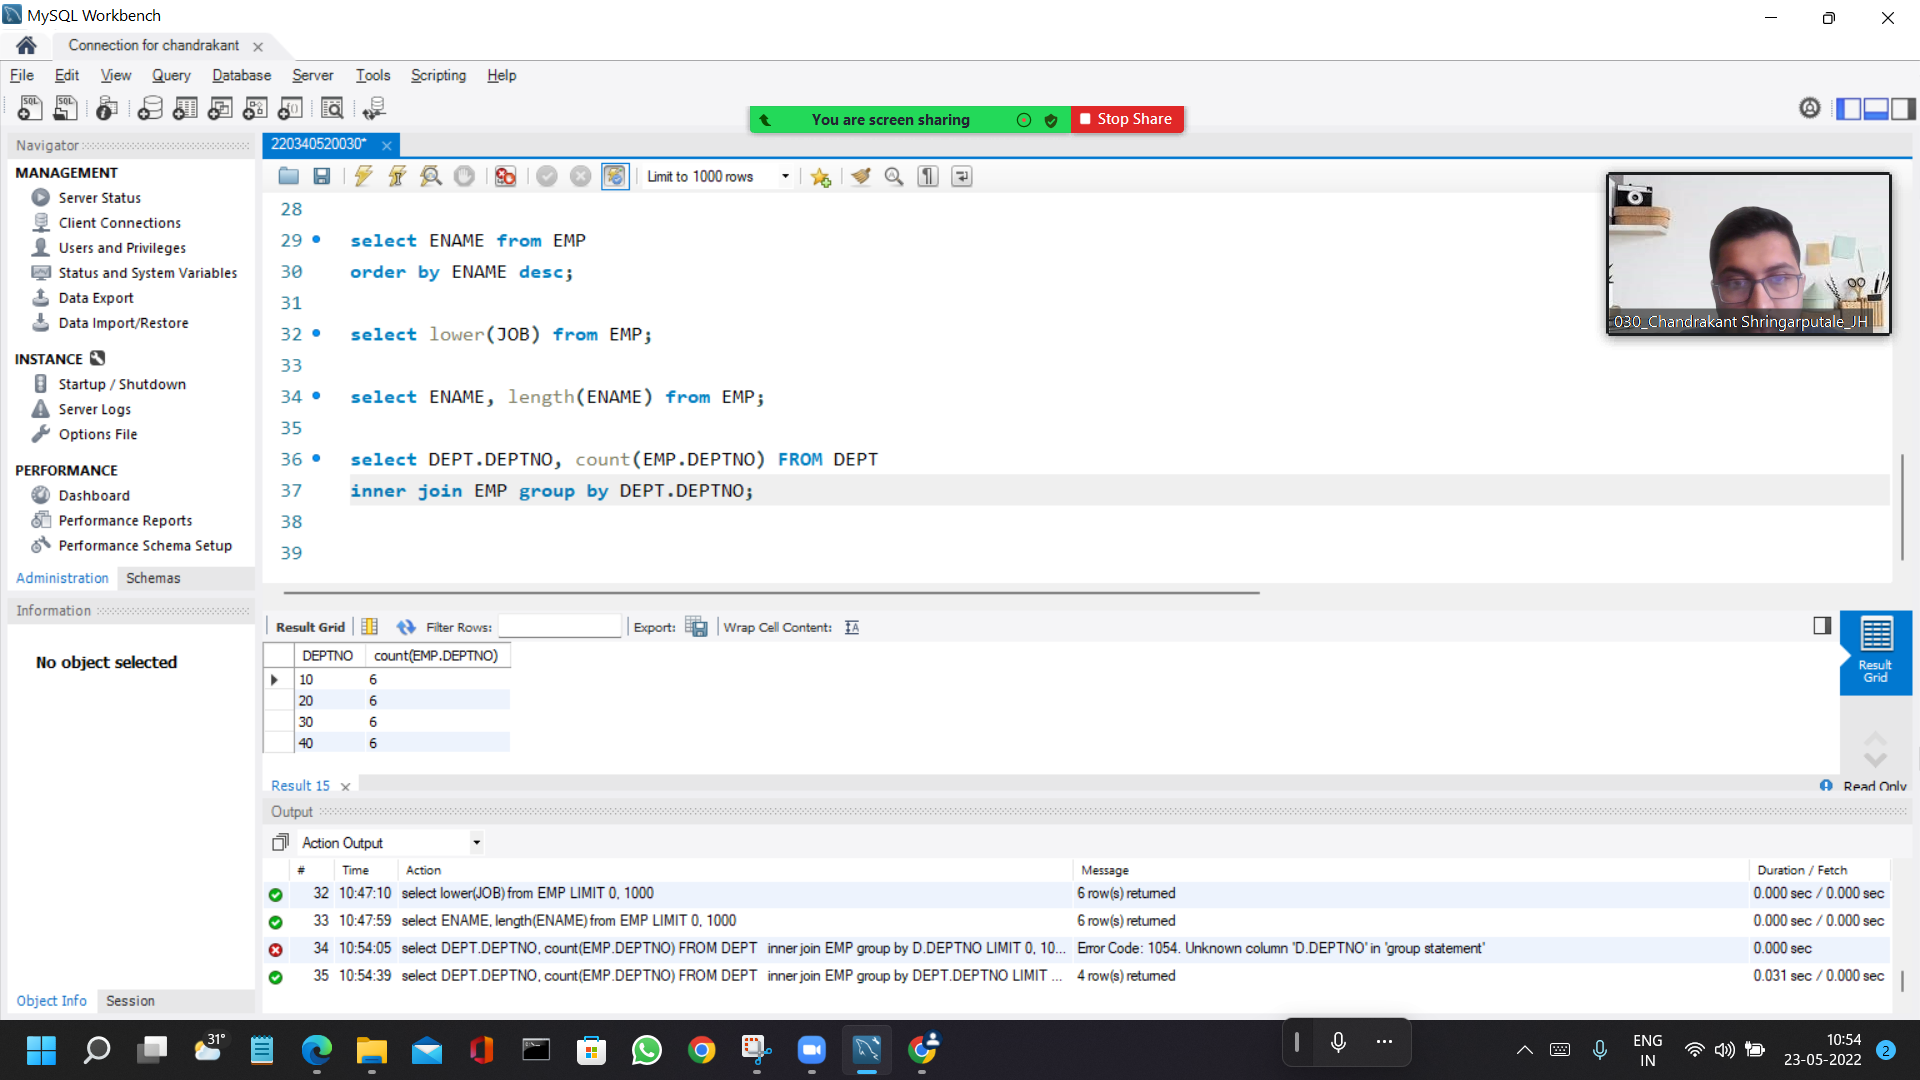 MySQL Workbench
Connection for chandrakant
File Edit View Query Database Server Tools Scripting Help
You are screen sharing
Stop Share
Navigator
220340520030*
MANAGEMENT
Server Status
Client Connections
Users and Privileges
Status and System Variables
Data Export
Data Import/Restore
INSTANCE
Startup / Shutdown
Server Logs
Options File
PERFORMANCE
Dashboard
Performance Reports
Performance Schema Setup
Administration Schemas
Information
No object selected
Object Info Session
Limit to 1000 rows
28
29 select ENAME from EMP
30 order by ENAME desc;
31
32 select lower(JOB) from EMP;
33
34 select ENAME, length(ENAME) from EMP;
35
36 select DEPT.DEPTNO, count(EMP.DEPTNO) FROM DEPT
37 inner join EMP group by DEPT.DEPTNO;
38
39
030_Chandrakant Shringarputale_JH
Result Grid Filter Rows: Export: Wrap Cell Content:
DEPTNO count(EMP.DEPTNO)
10 6
20 6
30 6
40 6
Result
Grid
Result 15
Read Only
Output
Action Output
# Time Action Message Duration / Fetch
32 10:47:10 select lower(JOB) from EMP LIMIT 0, 1000 6 row(s) returned 0.000 sec / 0.000 sec
33 10:47:59 select ENAME, length(ENAME) from EMP LIMIT 0, 1000 6 row(s) returned 0.000 sec / 0.000 sec
34 10:54:05 select DEPT.DEPTNO, count(EMP.DEPTNO) FROM DEPT inner join EMP group by D.DEPTNO LIMIT 0, 10... Error Code: 1054. Unknown column 'D.DEPTNO' in 'group statement' 0.000 sec
35 10:54:39 select DEPT.DEPTNO, count(EMP.DEPTNO) FROM DEPT inner join EMP group by DEPT.DEPTNO LIMIT ... 4 row(s) returned 0.031 sec / 0.000 sec
31°
ENG
IN
10:54
23-05-2022
2